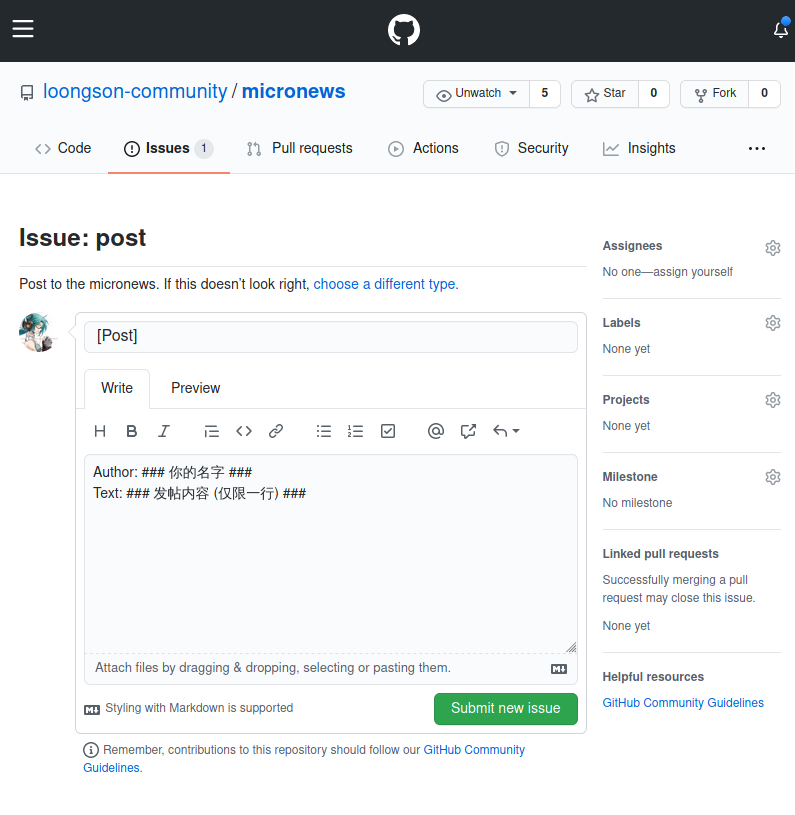 loongson-community / micronews
Unwatch 5
Star 0
Fork 0
Code
Issues 1
Pull requests
Actions
Security
Insights
Issue: post
Post to the micronews. If this doesn’t look right, choose a different type.
[Post]
Write
Preview
H B I
Author: ### 你的名字 ###
Text: ### 发帖内容 (仅限一行) ###
Attach files by dragging & dropping, selecting or pasting them.
Styling with Markdown is supported
Submit new issue
Remember, contributions to this repository should follow our GitHub Community
Guidelines.
Assignees
No one—assign yourself
Labels
None yet
Projects
None yet
Milestone
No milestone
Linked pull requests
Successfully merging a pull
request may close this issue.
None yet
Helpful resources
GitHub Community Guidelines